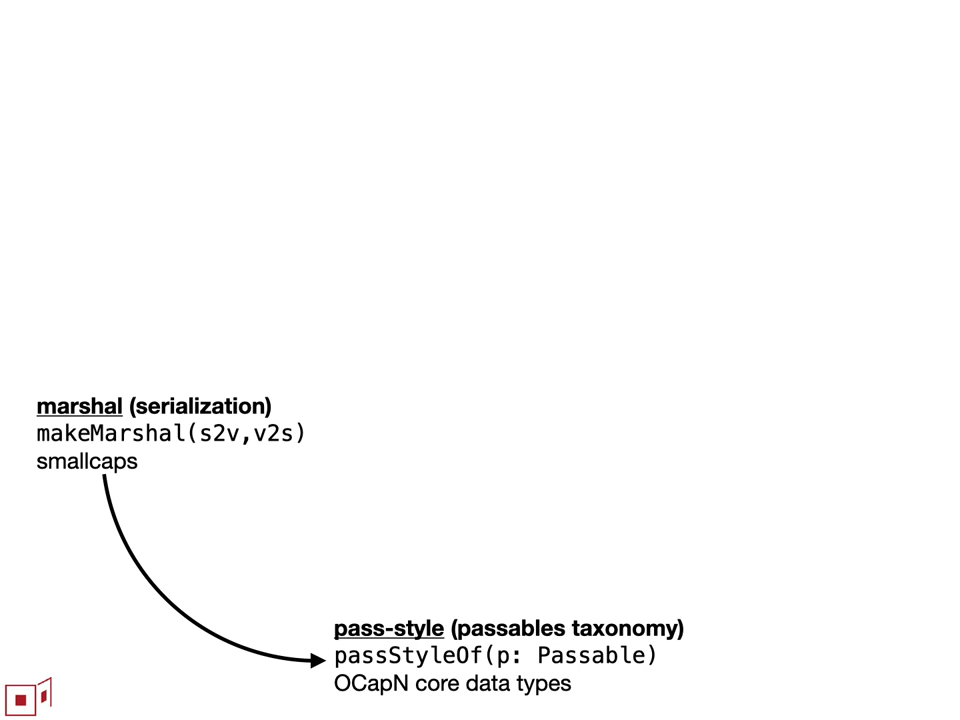 marshal (serialization)
makeMarshal(s2v,v2s)
smallcaps
pass-style (passables taxonomy)
passStyleOf(p: Passable)
OCapN core data types